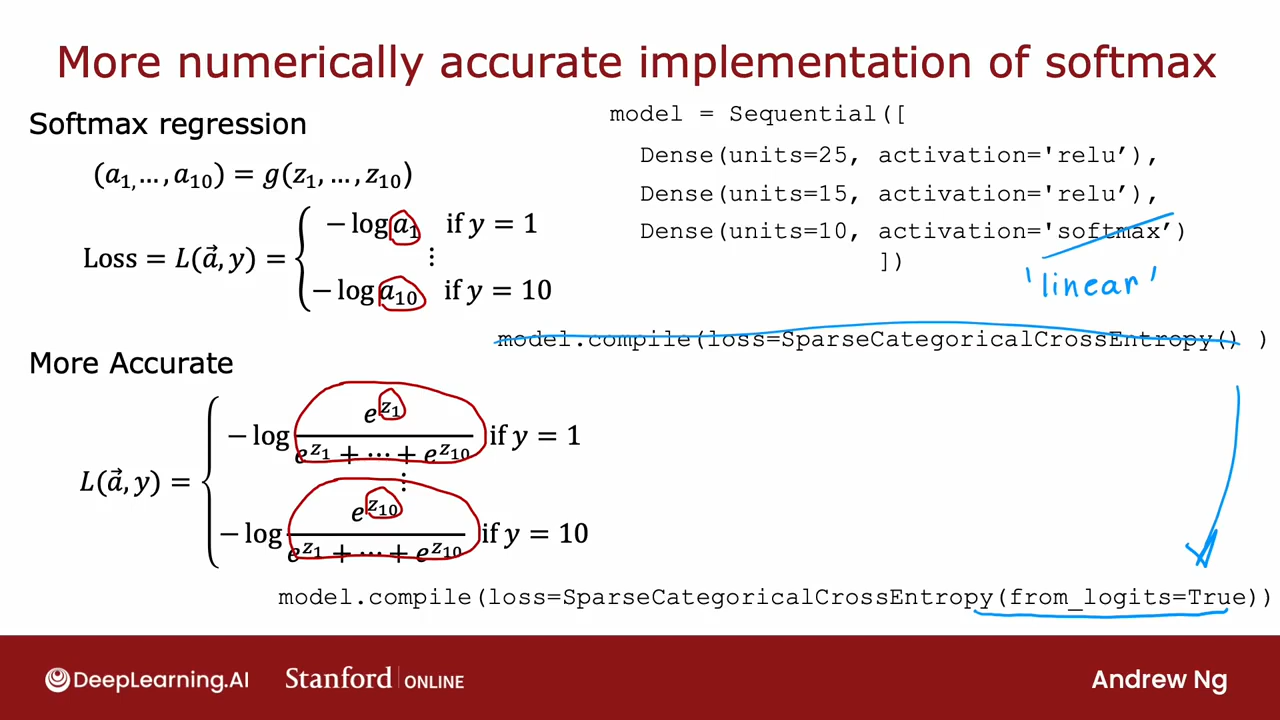 More numerically accurate implementation of softmax
Softmax regression
(a₁,…,a₁₀) = g(z₁,…,z₁₀)
Loss = L(a⃗,y) = {
−log a₁ if y = 1
⋮
−log a₁₀ if y = 10
model = Sequential([
Dense(units=25, activation='relu’),
Dense(units=15, activation='relu’),
Dense(units=10, activation='softmax’)
])
'linear'
model.compile(loss=SparseCategoricalCrossEntropy() )
More Accurate
L(a⃗,y) = {
−log e^z₁ / (e^z₁ + ⋯ + e^z₁₀) if y = 1
⋮
−log e^z₁₀ / (e^z₁ + ⋯ + e^z₁₀) if y = 10
model.compile(loss=SparseCategoricalCrossEntropy(from_logits=True))
DeepLearning.AI Stanford ONLINE Andrew Ng